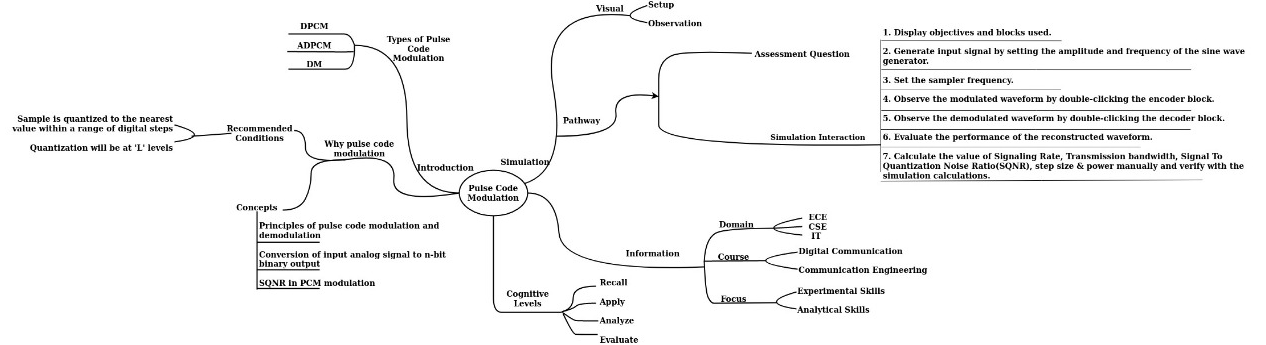 Visual
Setup
Observation
DPCM
ADPCM
DM
Types of Pulse
Code
Modulation
Assessment Question
Pathway
Simulation Interaction
1. Display objectives and blocks used.
2. Generate input signal by setting the amplitude and frequency of the sine wave
generator.
3. Set the sampler frequency.
4. Observe the modulated waveform by double-clicking the encoder block.
5. Observe the demodulated waveform by double-clicking the decoder block.
6. Evaluate the performance of the reconstructed waveform.
7. Calculate the value of Signaling Rate, Transmission bandwidth, Signal To
Quantization Noise Ratio(SQNR), step size & power manually and verify with the
simulation calculations.
Sample is quantized to the nearest
value within a range of digital steps
Quantization will be at 'L' levels
Recommended
Conditions
Why pulse code
modulation
Introduction
Simulation
Pulse Code
Modulation
Concepts
Principles of pulse code modulation and
demodulation
Conversion of input analog signal to n-bit
binary output
SQNR in PCM modulation
Information
Domain
ECE
CSE
IT
Course
Digital Communication
Communication Engineering
Focus
Experimental Skills
Analytical Skills
Cognitive
Levels
Recall
Apply
Analyze
Evaluate